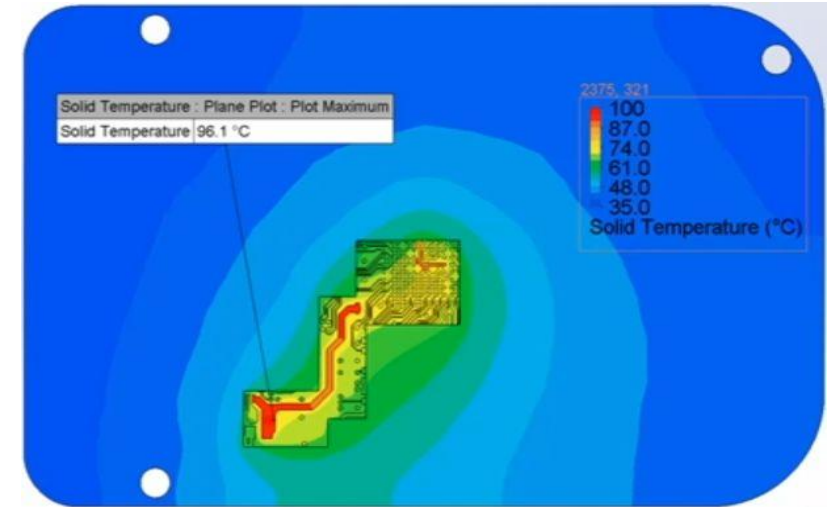 Solid Temperature : Plane Plot : Plot Maximum
Solid Temperature 96.1 °C
2375, 321
100
87.0
74.0
61.0
48.0
35.0
Solid Temperature (°C)